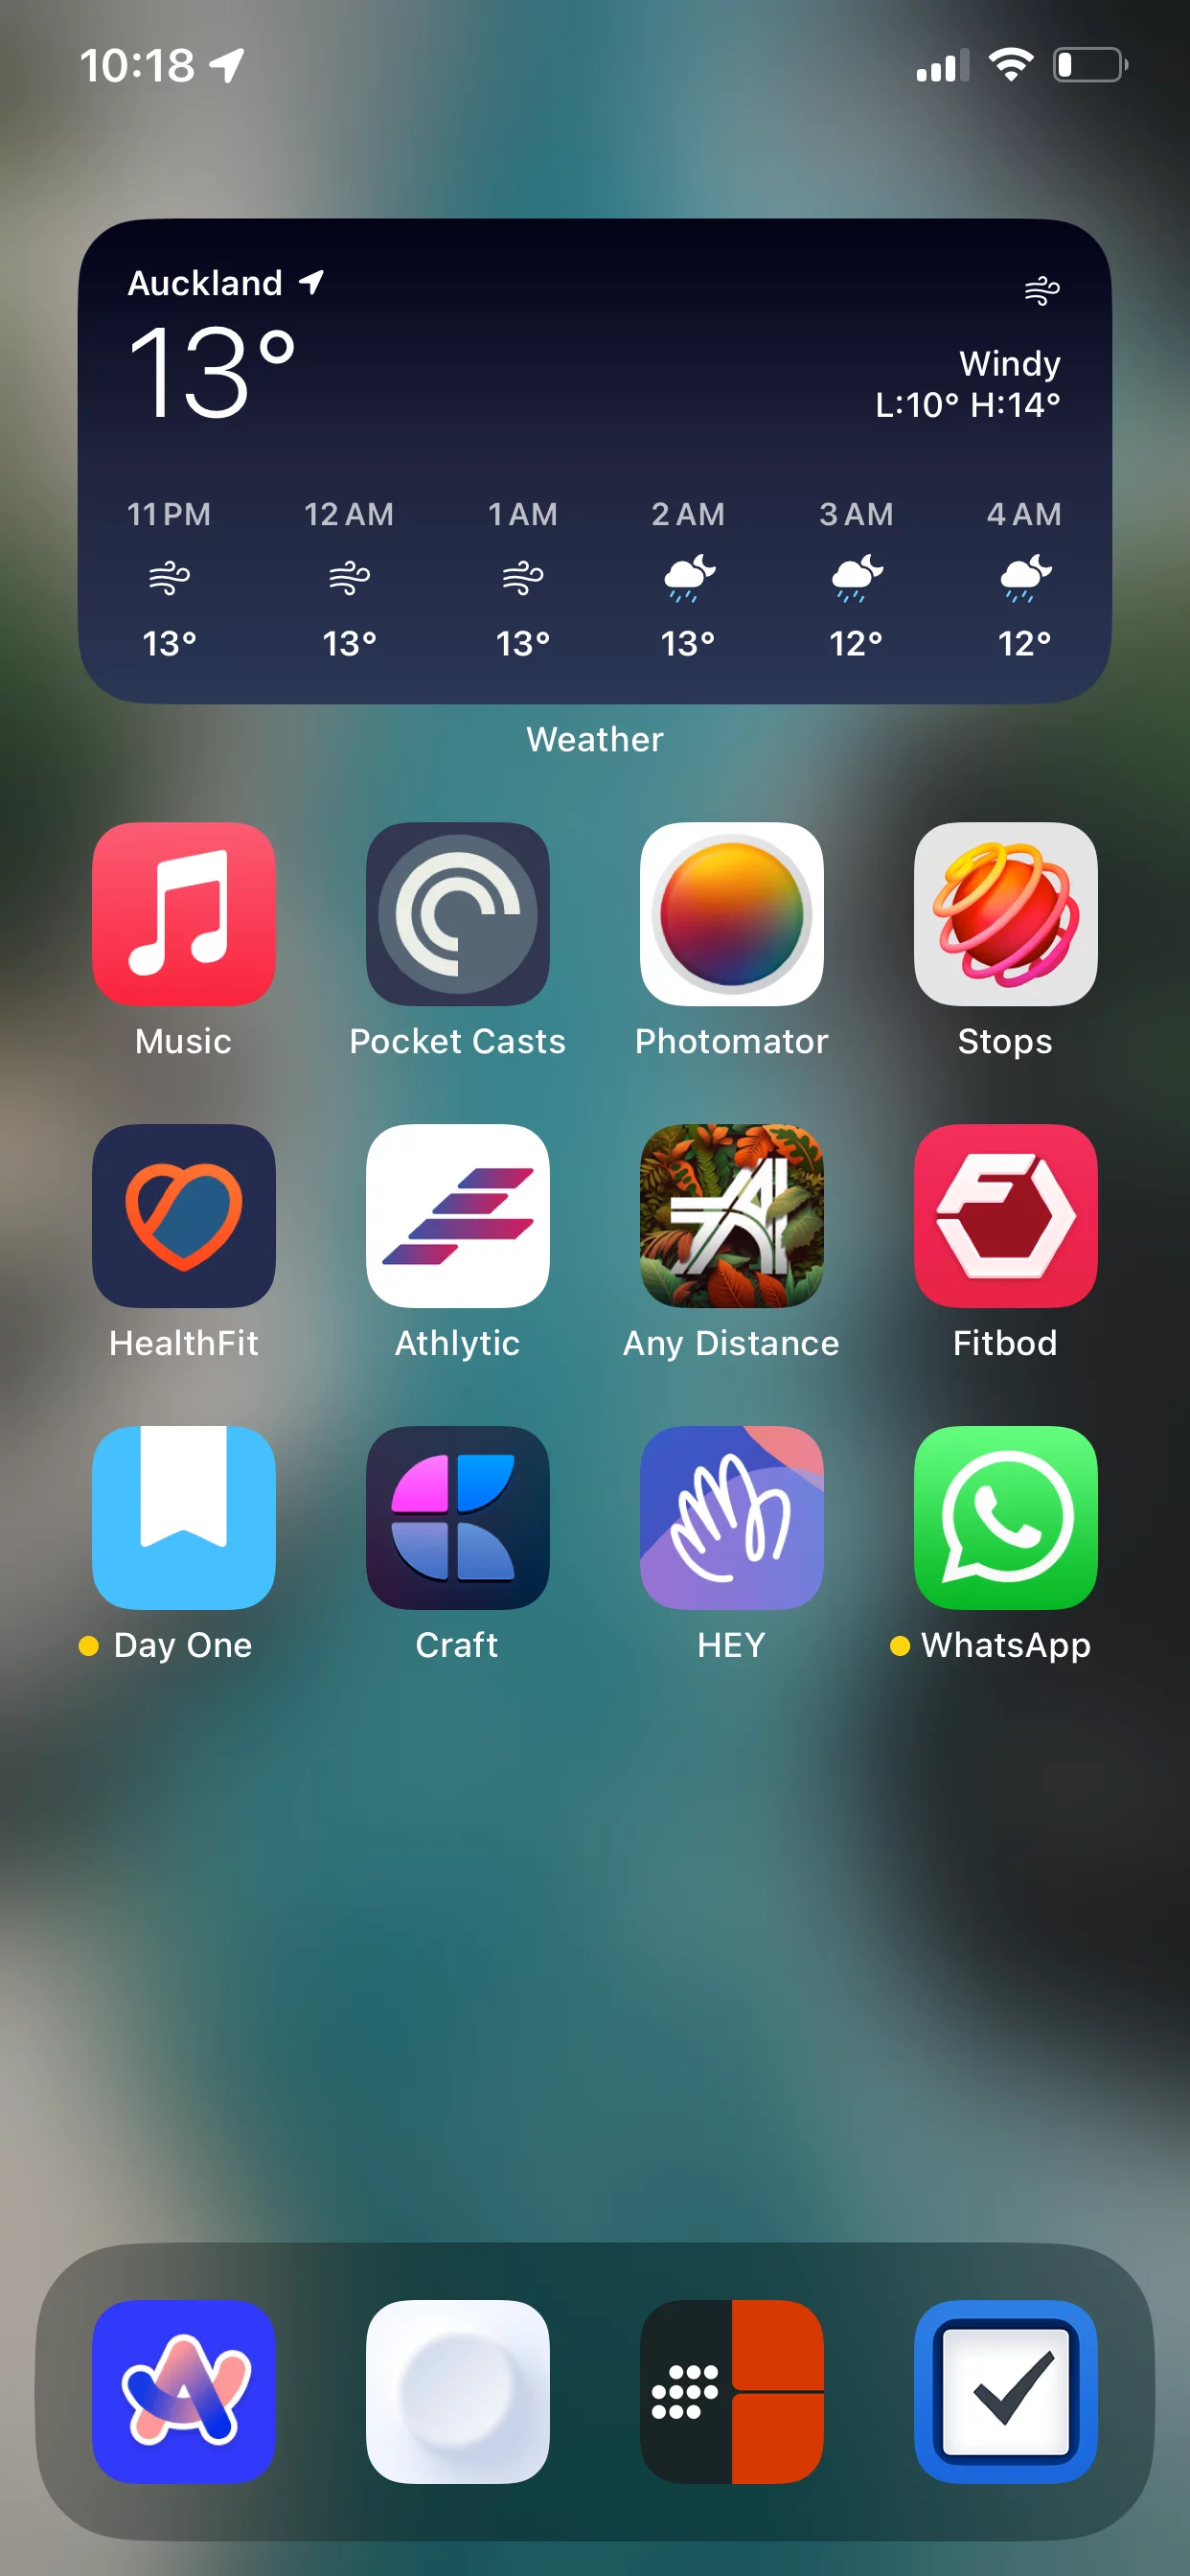 10:18
Auckland
13°
Windy
L:10° H:14°
11 PM 12 AM 1 AM 2 AM 3 AM 4 AM
13° 13° 13° 13° 12° 12°
Weather
Music Pocket Casts Photomator Stops
HealthFit Athlytic Any Distance Fitbod
Day One Craft HEY WhatsApp